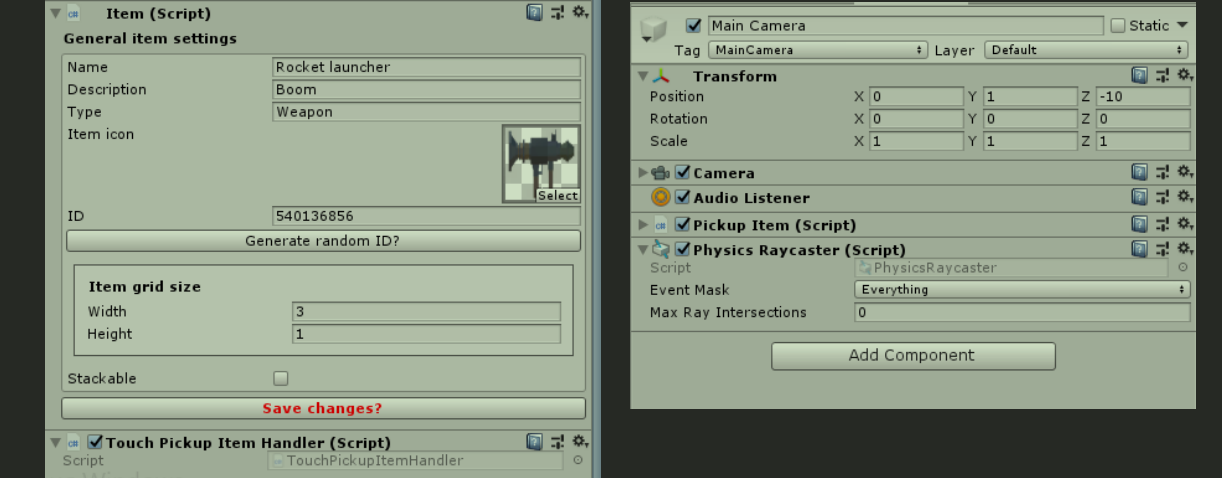 Item (Script)
General item settings
Name Rocket launcher
Description Boom
Type Weapon
Item icon
Select
ID 540136856
Generate random ID?
Item grid size
Width 3
Height 1
Stackable
Save changes?
Touch Pickup Item Handler (Script)
Script TouchPickupItemHandler
Main Camera Static
Tag MainCamera Layer Default
Transform
Position X 0 Y 1 Z -10
Rotation X 0 Y 0 Z 0
Scale X 1 Y 1 Z 1
Camera
Audio Listener
Pickup Item (Script)
Physics Raycaster (Script)
Script PhysicsRaycaster
Event Mask Everything
Max Ray Intersections 0
Add Component